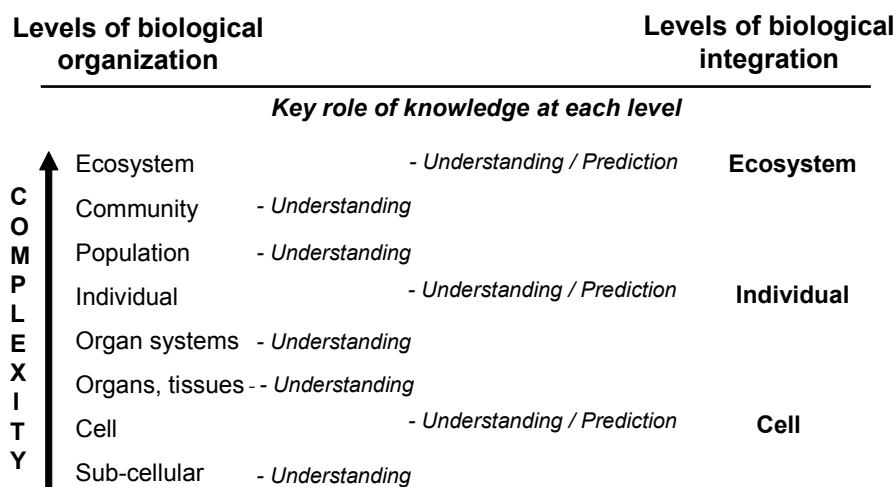 Levels of biological organization
Levels of biological integration
Key role of knowledge at each level
COMPLEXITY
Ecosystem - Understanding / Prediction Ecosystem
Community - Understanding
Population - Understanding
Individual - Understanding / Prediction Individual
Organ systems - Understanding
Organs, tissues - - Understanding
Cell - Understanding / Prediction Cell
Sub-cellular - Understanding